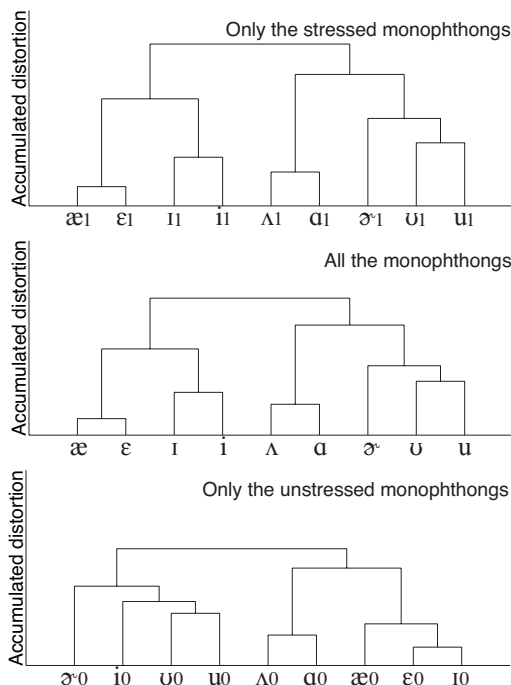 Only the stressed monophthongs
Accumulated distortion
æ1 ɛ1 ɪ1 i1 ʌ1 ɑ1 ɚ1 ʊ1 u1
All the monophthongs
Accumulated distortion
æ ɛ ɪ i ʌ ɑ ɚ ʊ u
Only the unstressed monophthongs
Accumulated distortion
ɚ0 i0 ʊ0 u0 ʌ0 ɑ0 æ0 ɛ0 ɪ0